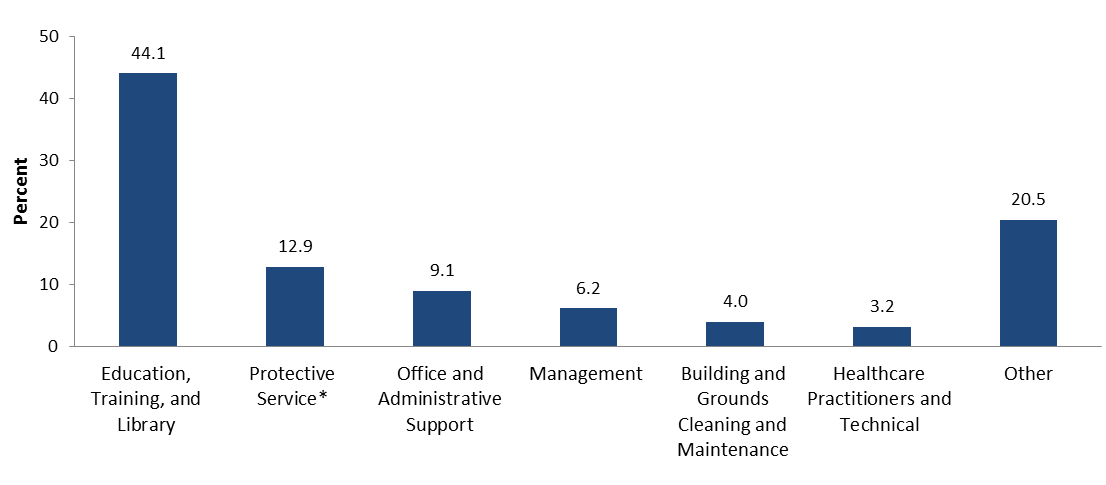 Percent
50
40
30
20
10
0
44.1
12.9
9.1
6.2
4.0
3.2
20.5
Education,
Training, and
Library
Protective
Service*
Office and
Administrative
Support
Management
Building and
Grounds
Cleaning and
Maintenance
Healthcare
Practitioners and
Technical
Other